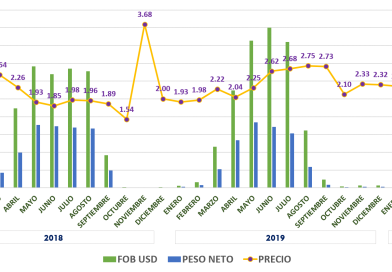 3.68
2.26
1.93
1.85
1.98
1.96
1.89
1.54
2.00
1.93
1.98
2.22
2.04
2.25
2.62
2.68
2.75
2.73
2.10
2.33
2.32
ABRIL
MAYO
JUNIO
JULIO
AGOSTO
SEPTIEMBRE
OCTUBRE
NOVIEMBRE
DICIEMBRE
ENERO
FEBRERO
MARZO
ABRIL
MAYO
JUNIO
JULIO
AGOSTO
SEPTIEMBRE
OCTUBRE
NOVIEMBRE
DICIEMBRE
2018 2019
FOB USD PESO NETO PRECIO